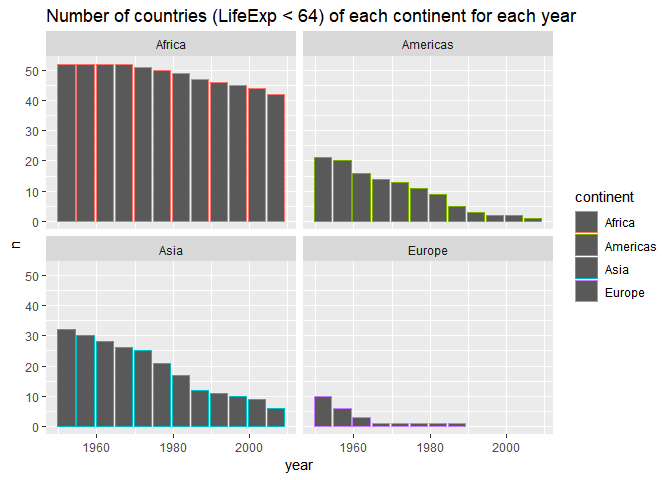 Number of countries (LifeExp < 64) of each continent for each year
Africa
Americas
50
40
30
20
10
0
Asia
Europe
50
40
30
20
10
0
1960
1980
2000
1960
1980
2000
year
n
continent
Africa
Americas
Asia
Europe